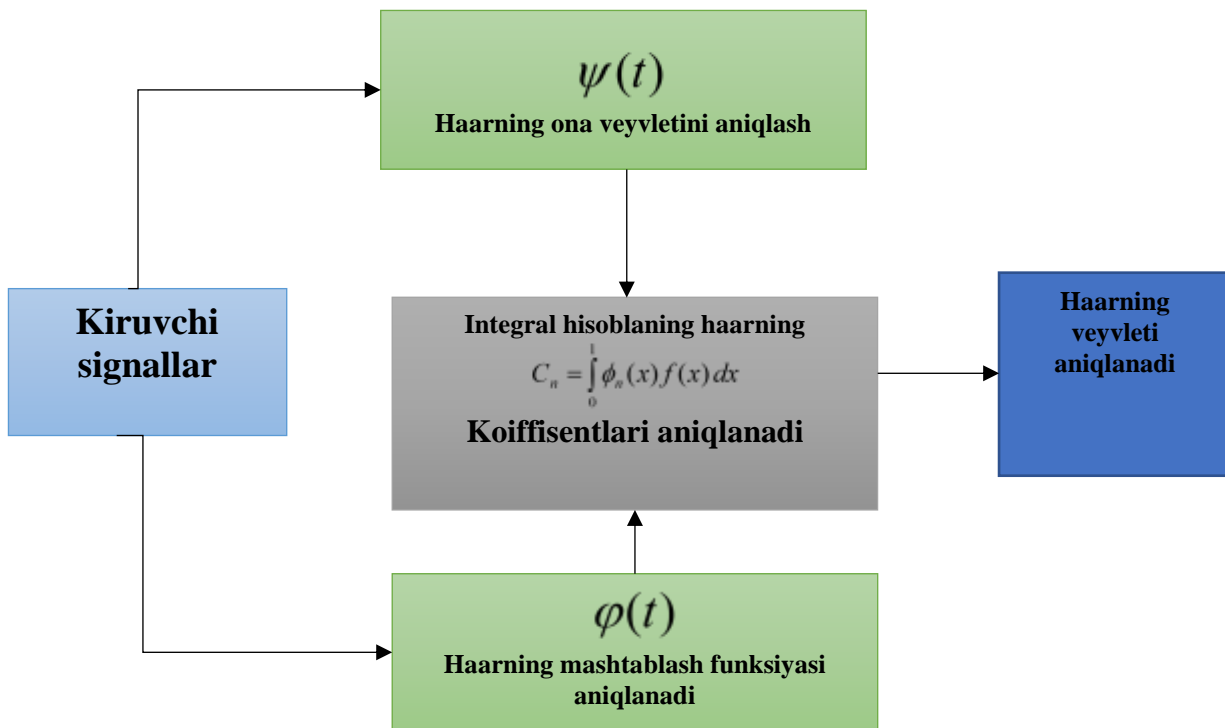 ψ(t)
Haarning ona veyvletini aniqlash
Kiruvchi
signallar
Integral hisoblaning haarning
C_n = ∫_0^1 ϕ_n(x) f(x) dx
Koiffisentlari aniqlanadi
Haarning
veyvleti
aniqlanadi
φ(t)
Haarning mashtablash funksiyasi
aniqlanadi